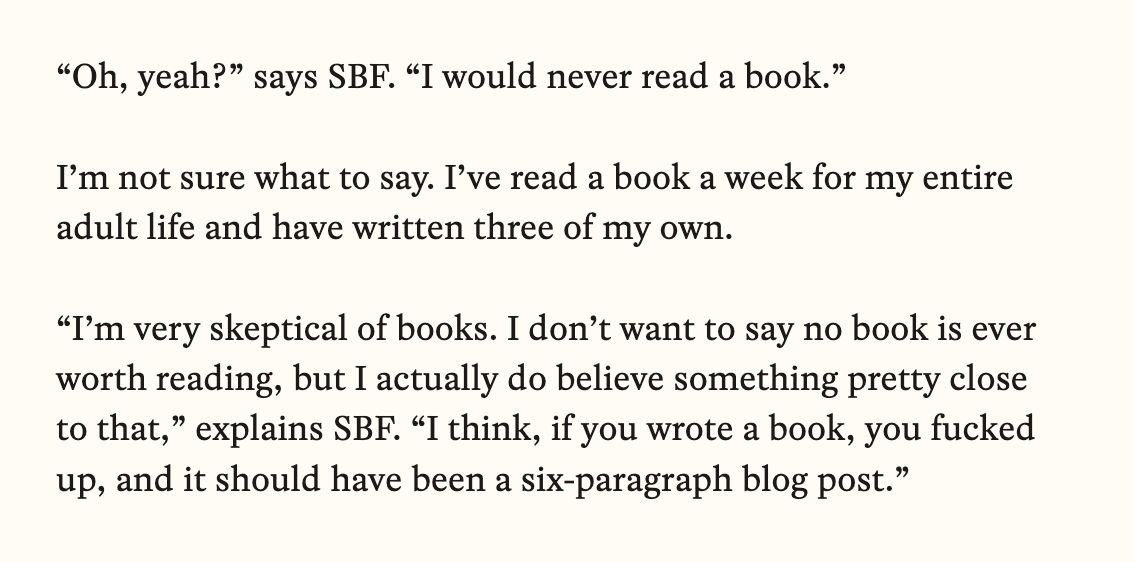 “Oh, yeah?” says SBF. “I would never read a book.”
I’m not sure what to say. I’ve read a book a week for my entire
adult life and have written three of my own.
“I’m very skeptical of books. I don’t want to say no book is ever
worth reading, but I actually do believe something pretty close
to that,” explains SBF. “I think, if you wrote a book, you fucked
up, and it should have been a six-paragraph blog post.”